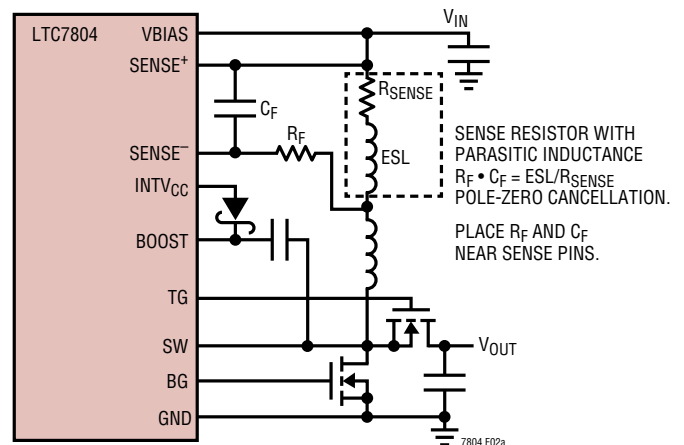 LTC7804
VBIAS
SENSE⁺
SENSE⁻
INTVCC
BOOST
TG
SW
BG
GND
VIN
CF
RF
RSENSE
ESL
SENSE RESISTOR WITH
PARASITIC INDUCTANCE
RF • CF = ESL/RSENSE
POLE-ZERO CANCELLATION.
PLACE RF AND CF
NEAR SENSE PINS.
VOUT
7804 F02a